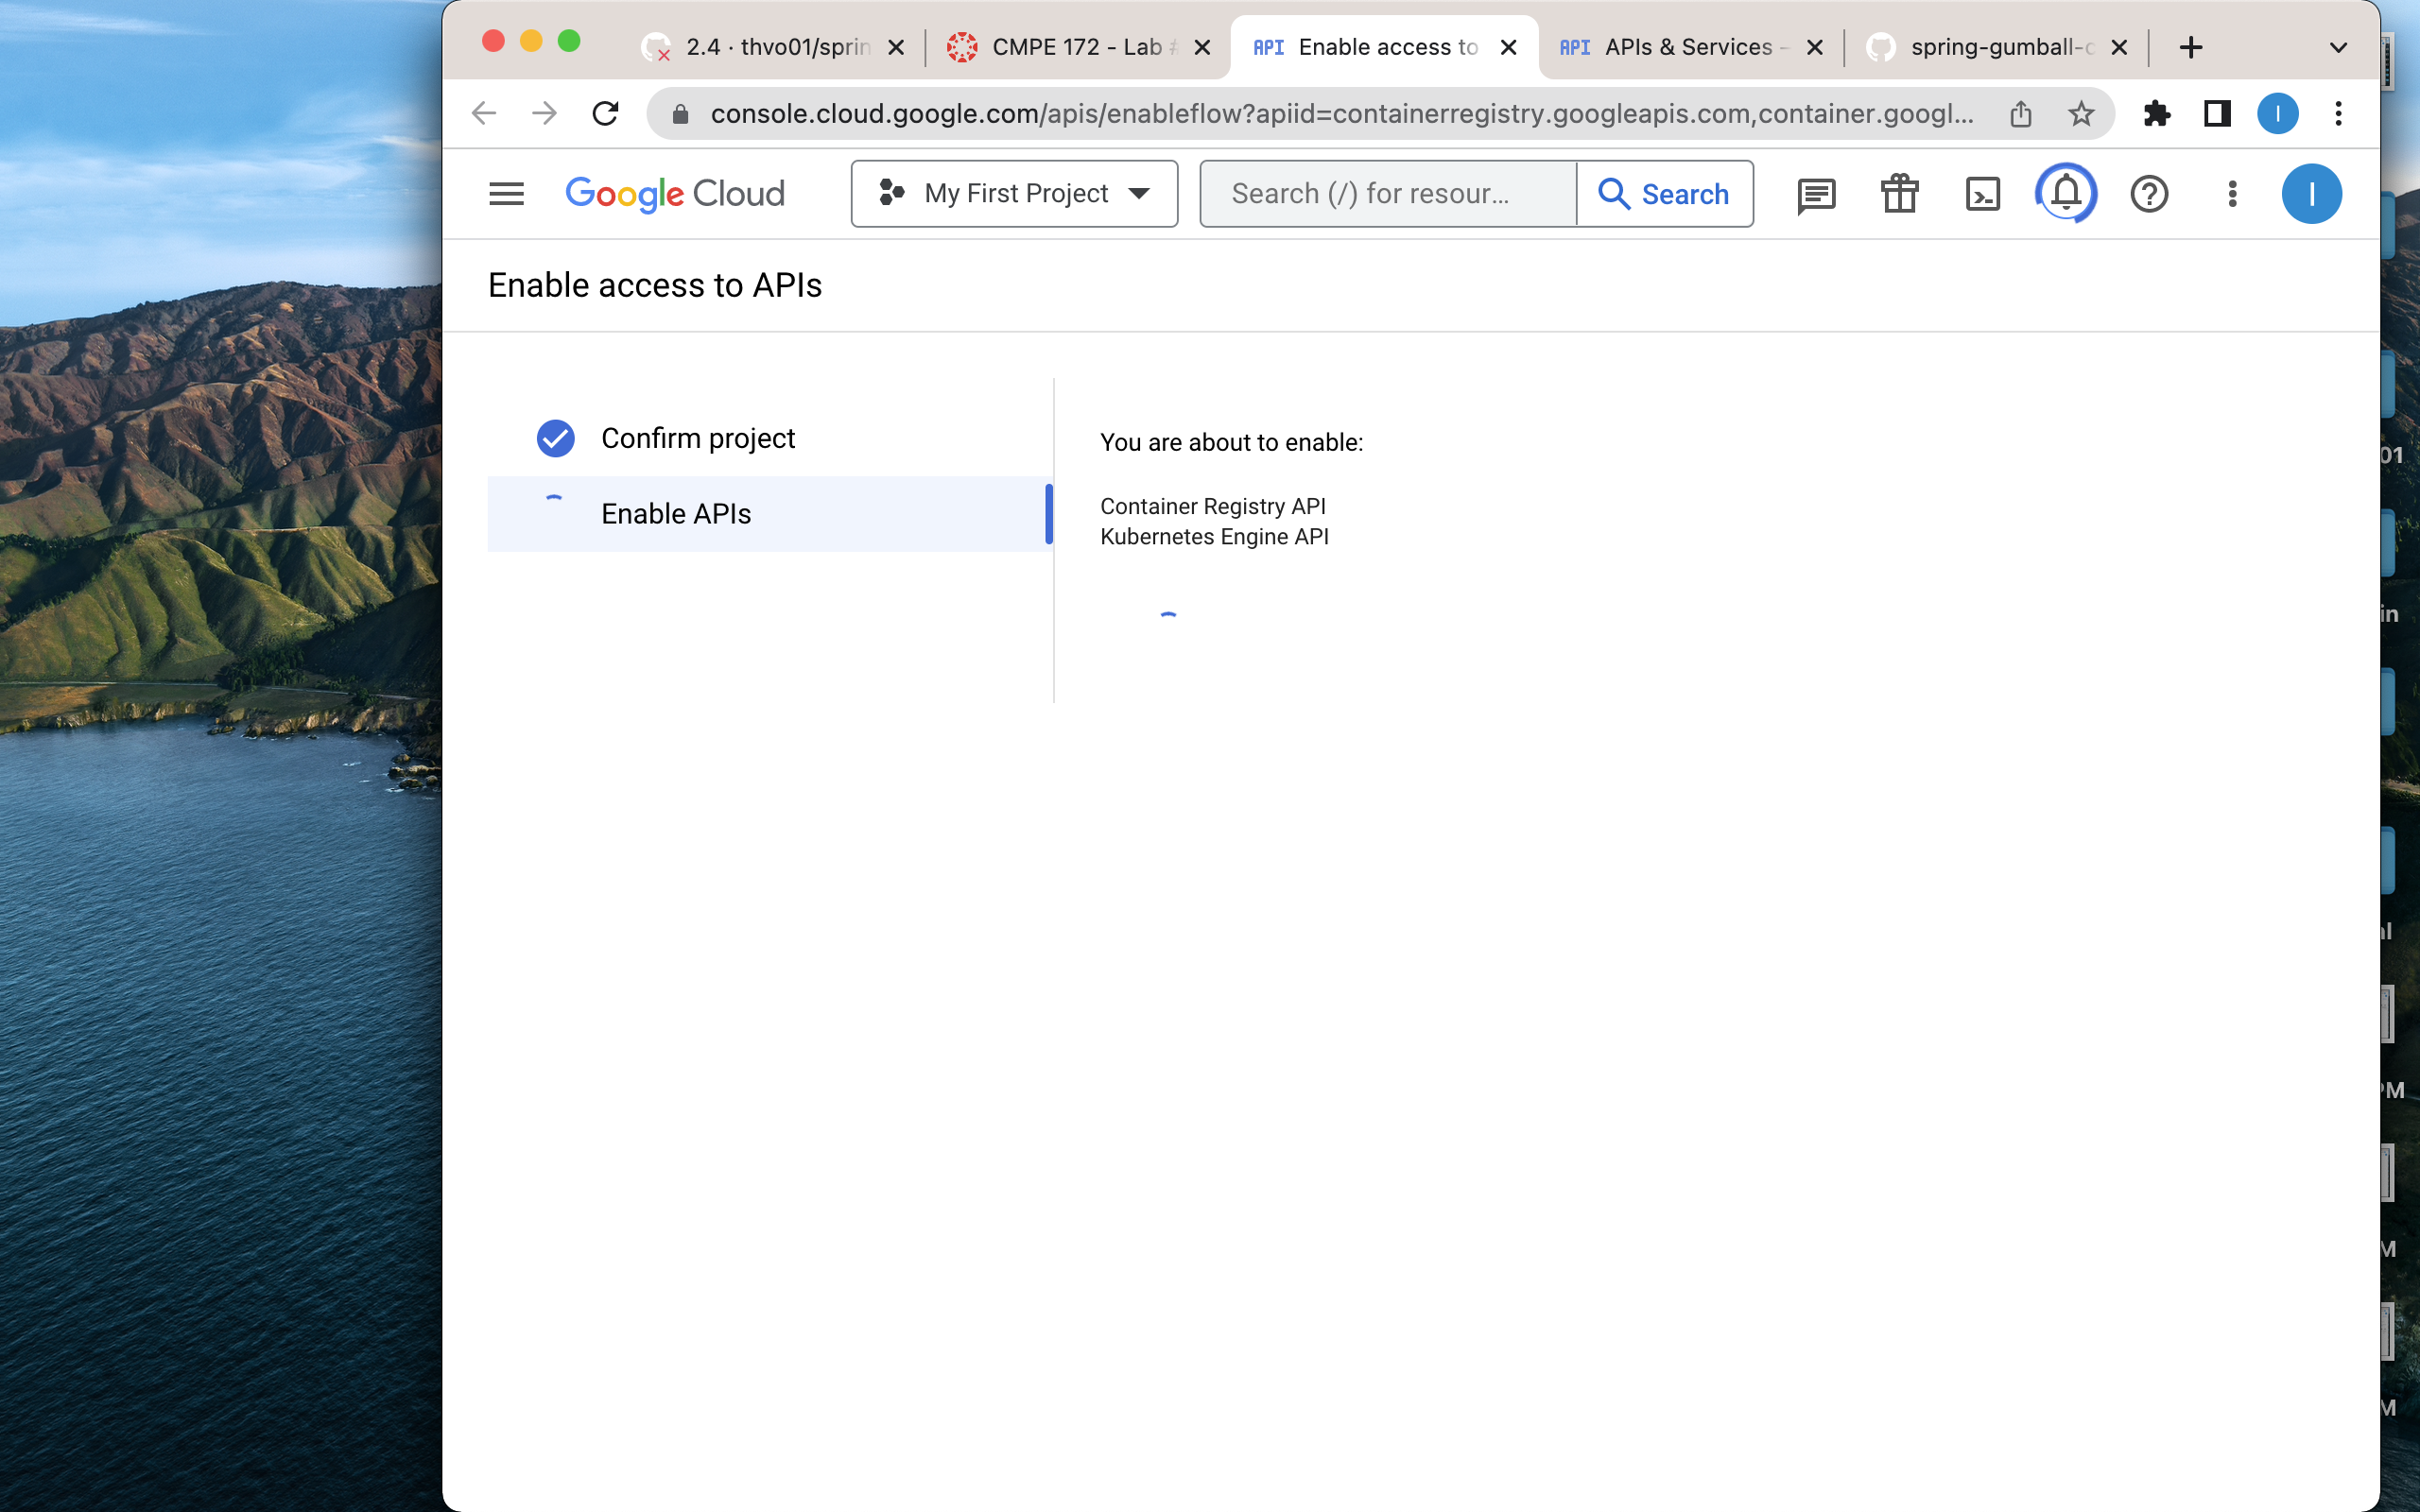 2.4 · thvo01/sprin
CMPE 172 - Lab #
API Enable access to
API APIs & Services -
spring-gumball-c
console.cloud.google.com/apis/enableflow?apiid=containerregistry.googleapis.com,container.googl...
I
Google Cloud
My First Project
Search (/) for resour...
Search
I
Enable access to APIs
Confirm project
Enable APIs
You are about to enable:
Container Registry API
Kubernetes Engine API
01
in
PM
M
M